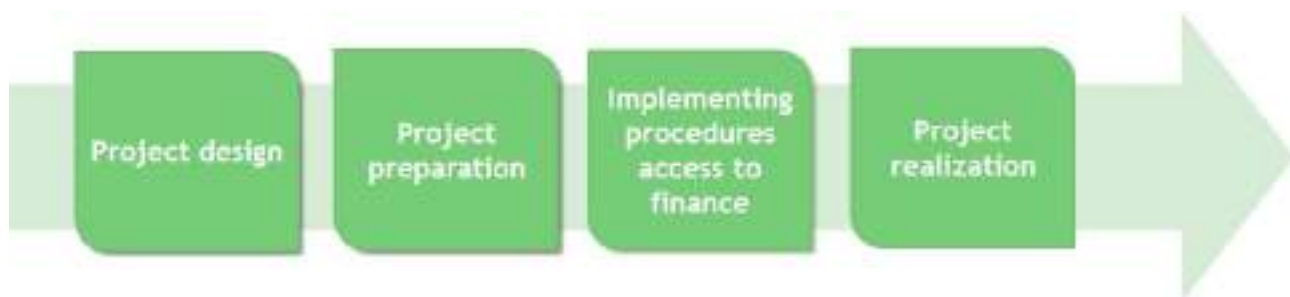 Project design
Project
preparation
Implementing
procedures
access to
finance
Project
realization